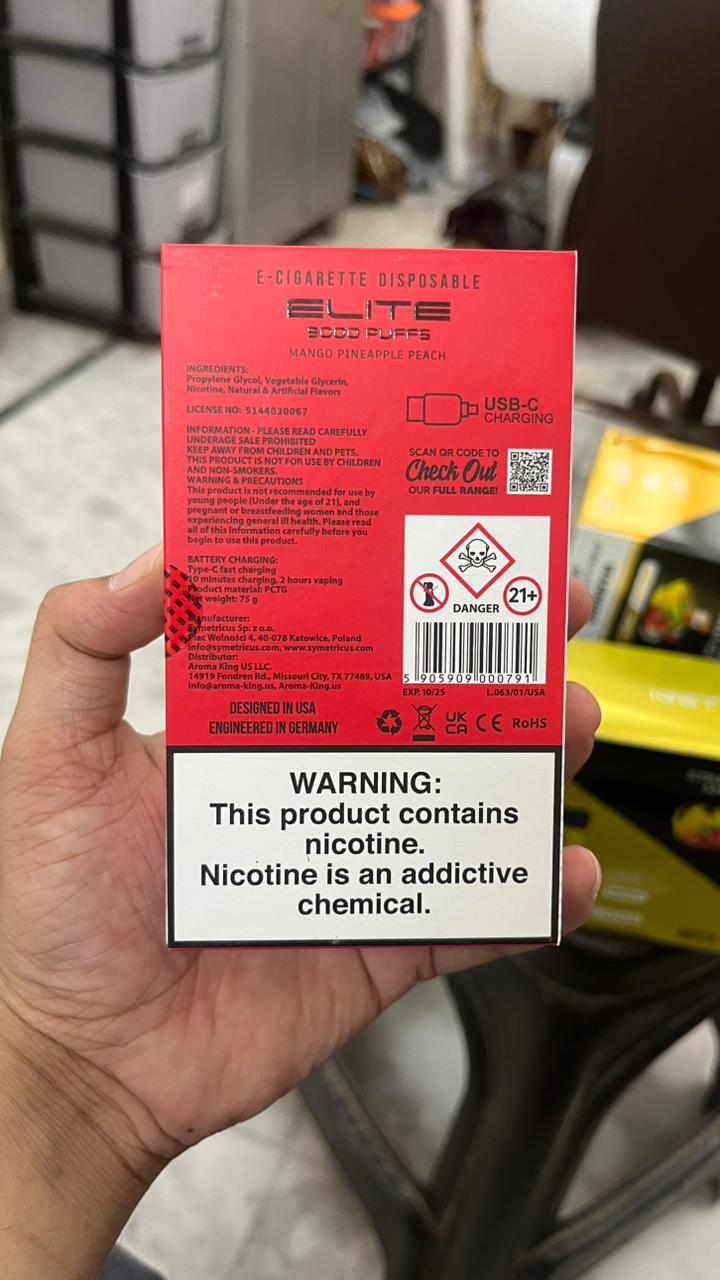 E-CIGARETTE DISPOSABLE
ELITE
9000 PUFFS
MANGO PINEAPPLE PEACH
INGREDIENTS:
Propylene Glycol, Vegetable Glycerin,
Nicotine, Natural & Artificial Flavors
LICENSE NO: 5144030067
INFORMATION - PLEASE READ CAREFULLY
UNDERAGE SALE PROHIBITED
KEEP AWAY FROM CHILDREN AND PETS.
THIS PRODUCT IS NOT FOR USE BY CHILDREN
AND NON-SMOKERS.
WARNING & PRECAUTIONS
This product is not recommended for use by
young people (Under the age of 21), and
pregnant or breastfeeding women and those
experiencing general ill health. Please read
all of this information carefully before you
begin to use this product.
BATTERY CHARGING:
Type-C fast charging
10 minutes charging, 2 hours vaping
Product material: PCTG
Net weight: 75 g
Manufacturer:
Symetricus Sp. z o.o.
Plac Wolności 4, 40-078 Katowice, Poland
info@symetricus.com, www.symetricus.com
Distributor:
Aroma King US LLC.
14919 Fondren Rd., Missouri City, TX 77489, USA
info@aroma-king.us, Aroma-King.us
DESIGNED IN USA
ENGINEERED IN GERMANY
USB-C
CHARGING
SCAN QR CODE TO
Check Out
OUR FULL RANGE!
DANGER
21+
5 905909 000791
EXP. 10/25 L.063/01/USA
UK
CA
CE
RoHS
WARNING:
This product contains
nicotine.
Nicotine is an addictive
chemical.
IGET